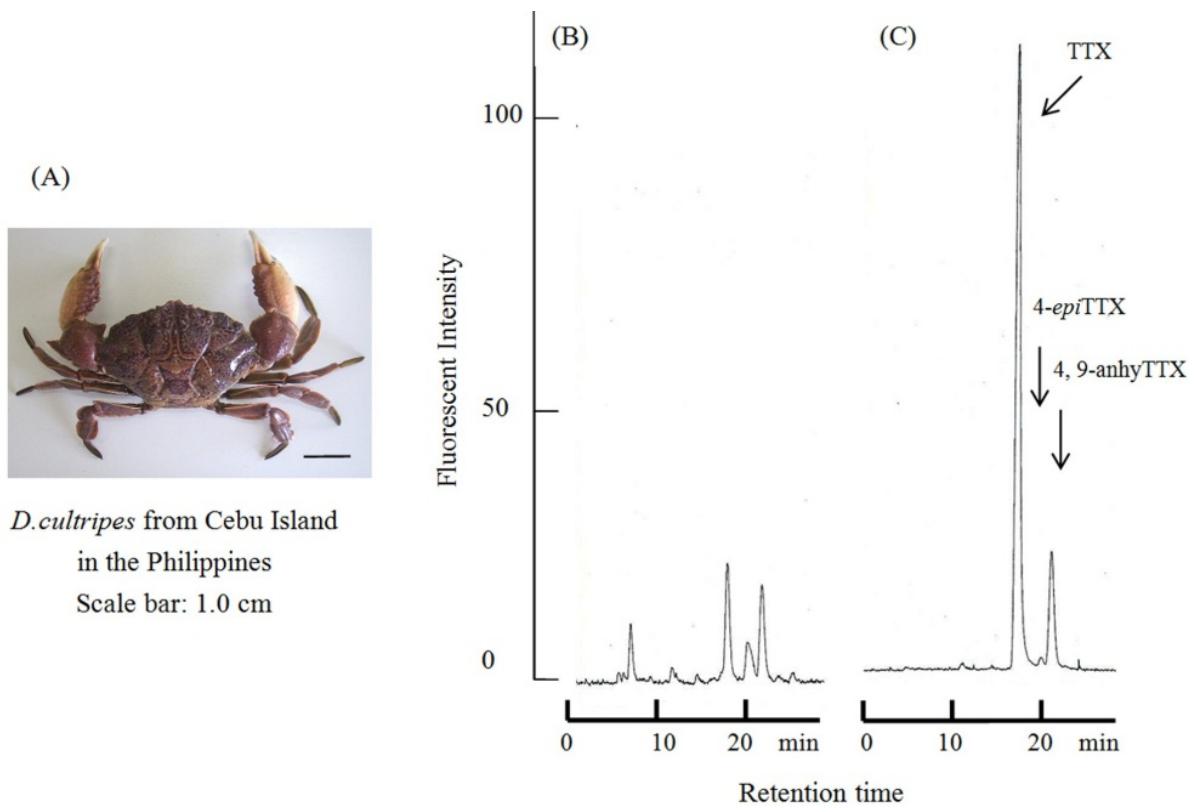 (A)
D.cultripes from Cebu Island
in the Philippines
Scale bar: 1.0 cm
(B)
(C)
TTX
4-epiTTX
4, 9-anhyTTX
Fluorescent Intensity
100
50
0
0 10 20 min
0 10 20 min
Retention time